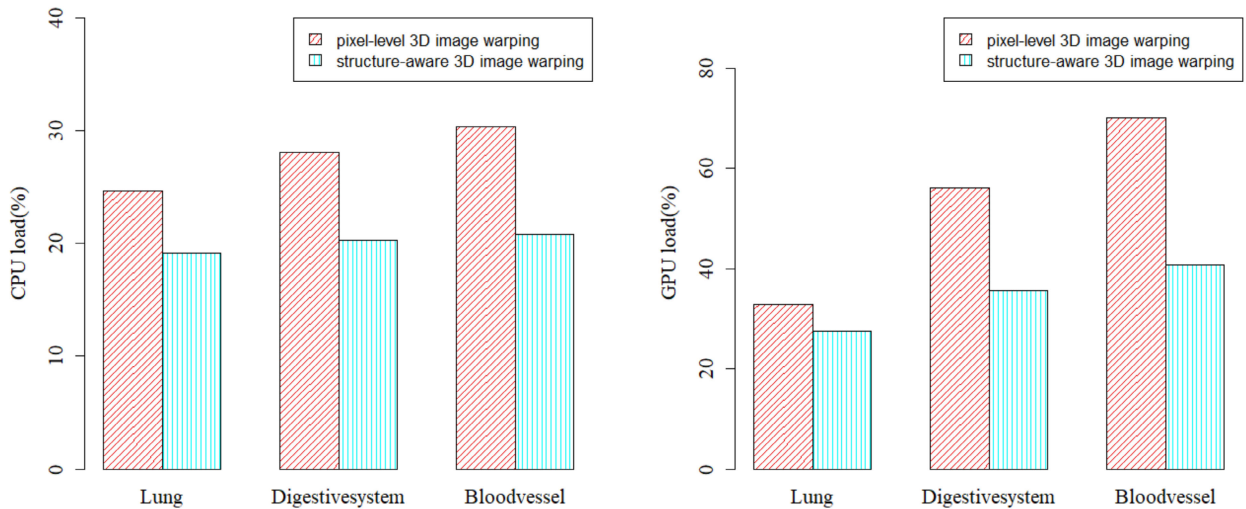 40
30
20
10
0
CPU load(%)
pixel-level 3D image warping
structure-aware 3D image warping
Lung
Digestivesystem
Bloodvessel
80
60
40
20
0
GPU load(%)
pixel-level 3D image warping
structure-aware 3D image warping
Lung
Digestivesystem
Bloodvessel